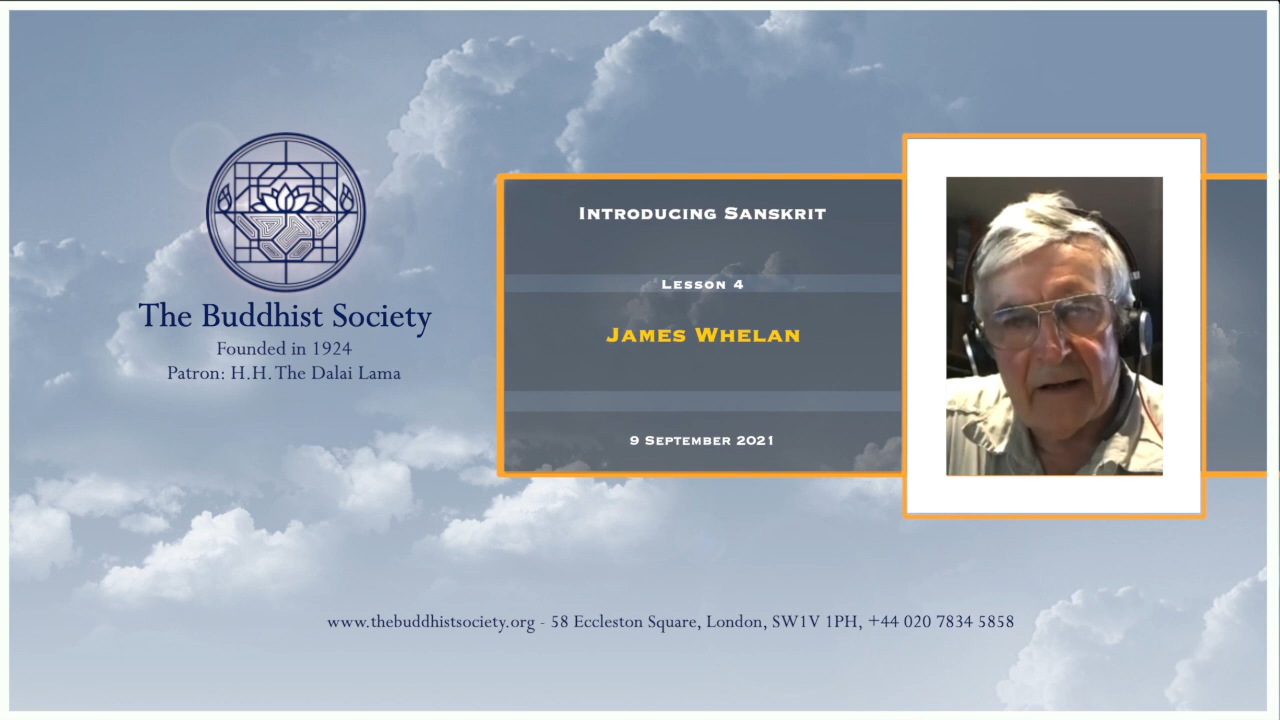 The Buddhist Society
Founded in 1924
Patron: H.H. The Dalai Lama
Introducing Sanskrit
Lesson 4
James Whelan
9 September 2021
www.thebuddhistsociety.org - 58 Eccleston Square, London, SW1V 1PH, +44 020 7834 5858